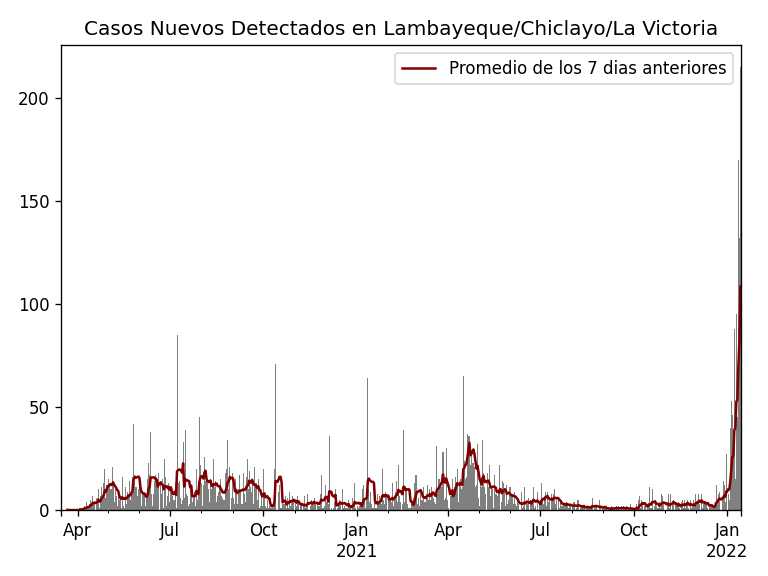 Casos Nuevos Detectados en Lambayeque/Chiclayo/La Victoria
Promedio de los 7 dias anteriores
200
150
100
50
0
Apr Jul Oct Jan Apr Jul Oct Jan
2021 2022